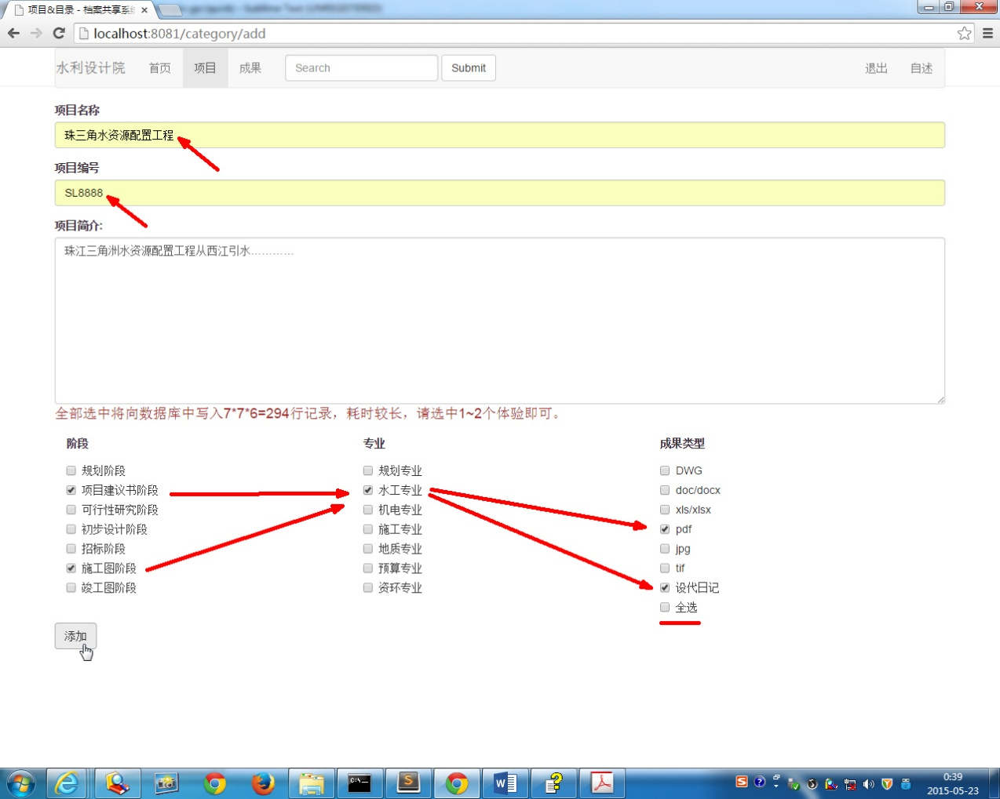 项目&目录 - 档案共享系统
localhost:8081/category/add
水利设计院 首页 项目 成果 Search Submit 退出 自述
项目名称
珠三角水资源配置工程
项目编号
SL8888
项目简介:
珠江三角洲水资源配置工程从西江引水…………
全部选中将向数据库中写入7*7*6=294行记录，耗时较长，请选中1~2个体验即可。
阶段 专业 成果类型
规划阶段 规划专业 DWG
项目建议书阶段 水工专业 doc/docx
可行性研究阶段 机电专业 xls/xlsx
初步设计阶段 施工专业 pdf
招标阶段 地质专业 jpg
施工图阶段 预算专业 tif
竣工图阶段 资环专业 设代日记
全选
添加
0:39
2015-05-23